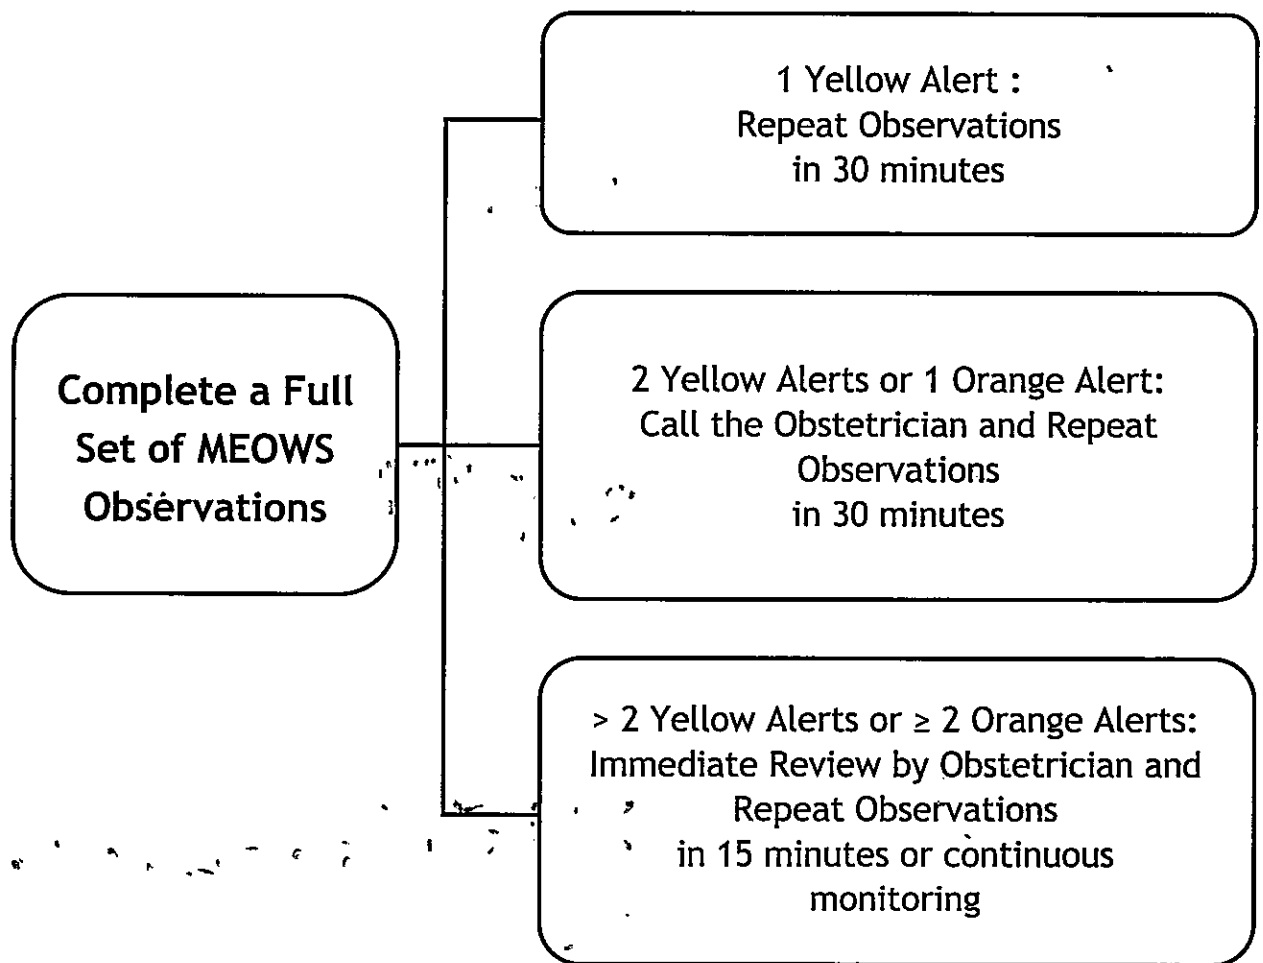 1 Yellow Alert :
Repeat Observations
in 30 minutes
Complete a Full
Set of MEOWS
Observations
2 Yellow Alerts or 1 Orange Alert:
Call the Obstetrician and Repeat
Observations
in 30 minutes
> 2 Yellow Alerts or ≥ 2 Orange Alerts:
Immediate Review by Obstetrician and
Repeat Observations
in 15 minutes or continuous
monitoring